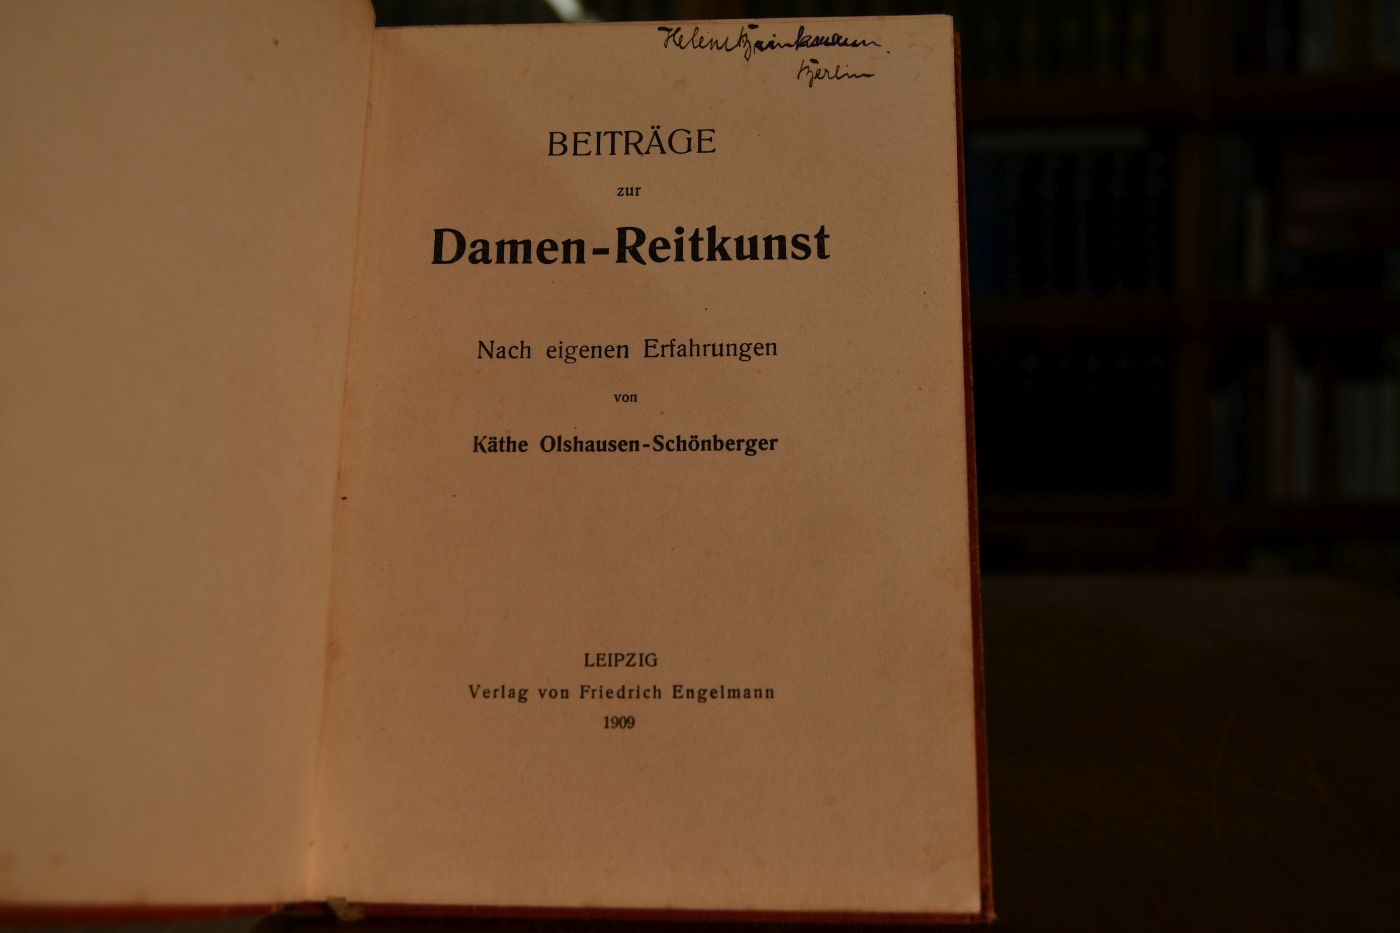 Helene Brinkmann.
Berlin
BEITRÄGE
zur
Damen-Reitkunst
Nach eigenen Erfahrungen
von
Käthe Olshausen-Schönberger
LEIPZIG
Verlag von Friedrich Engelmann
1909